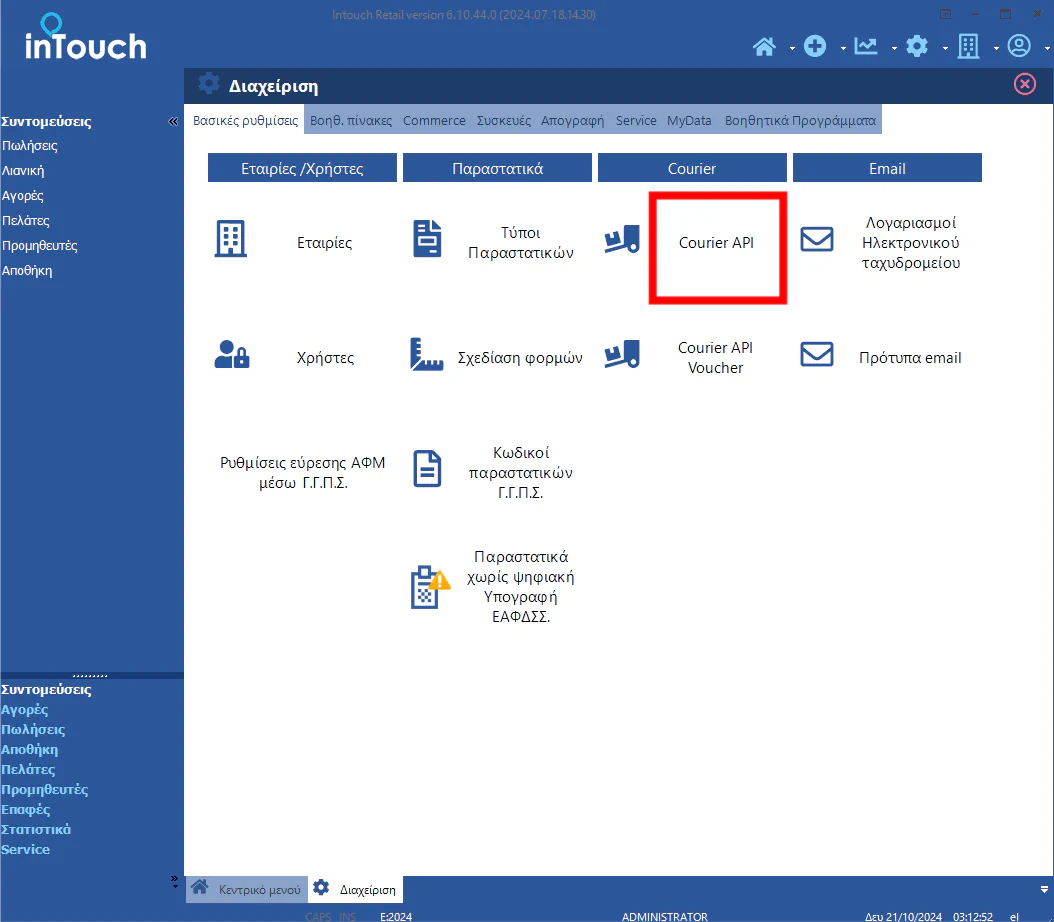 Intouch Retail version 6.10.44.0 (2024.07.18.14.30)
inTouch
Διαχείριση
Συντομεύσεις «
Πωλήσεις
Λιανική
Αγορές
Πελάτες
Προμηθευτές
Αποθήκη
Βασικές ρυθμίσεις Βοηθ. πίνακες Commerce Συσκευές Απογραφή Service MyData Βοηθητικά Προγράμματα
Εταιρίες /Χρήστες Παραστατικά Courier Email
Εταιρίες
Τύποι
Παραστατικών
Courier API
Λογαριασμοί
Ηλεκτρονικού
ταχυδρομείου
Χρήστες
Σχεδίαση φορμών
Courier API
Voucher
Πρότυπα email
Ρυθμίσεις εύρεσης ΑΦΜ
μέσω Γ.Γ.Π.Σ.
Κωδικοί
παραστατικών
Γ.Γ.Π.Σ.
Παραστατικά
χωρίς ψηφιακή
Υπογραφή
ΕΑΦΔΣΣ.
Συντομεύσεις
Αγορές
Πωλήσεις
Αποθήκη
Πελάτες
Προμηθευτές
Επαφές
Στατιστικά
Service
Κεντρικό μενού Διαχείριση
CAPS INS E:2024 ADMINISTRATOR Δευ 21/10/2024 03:12:52 el